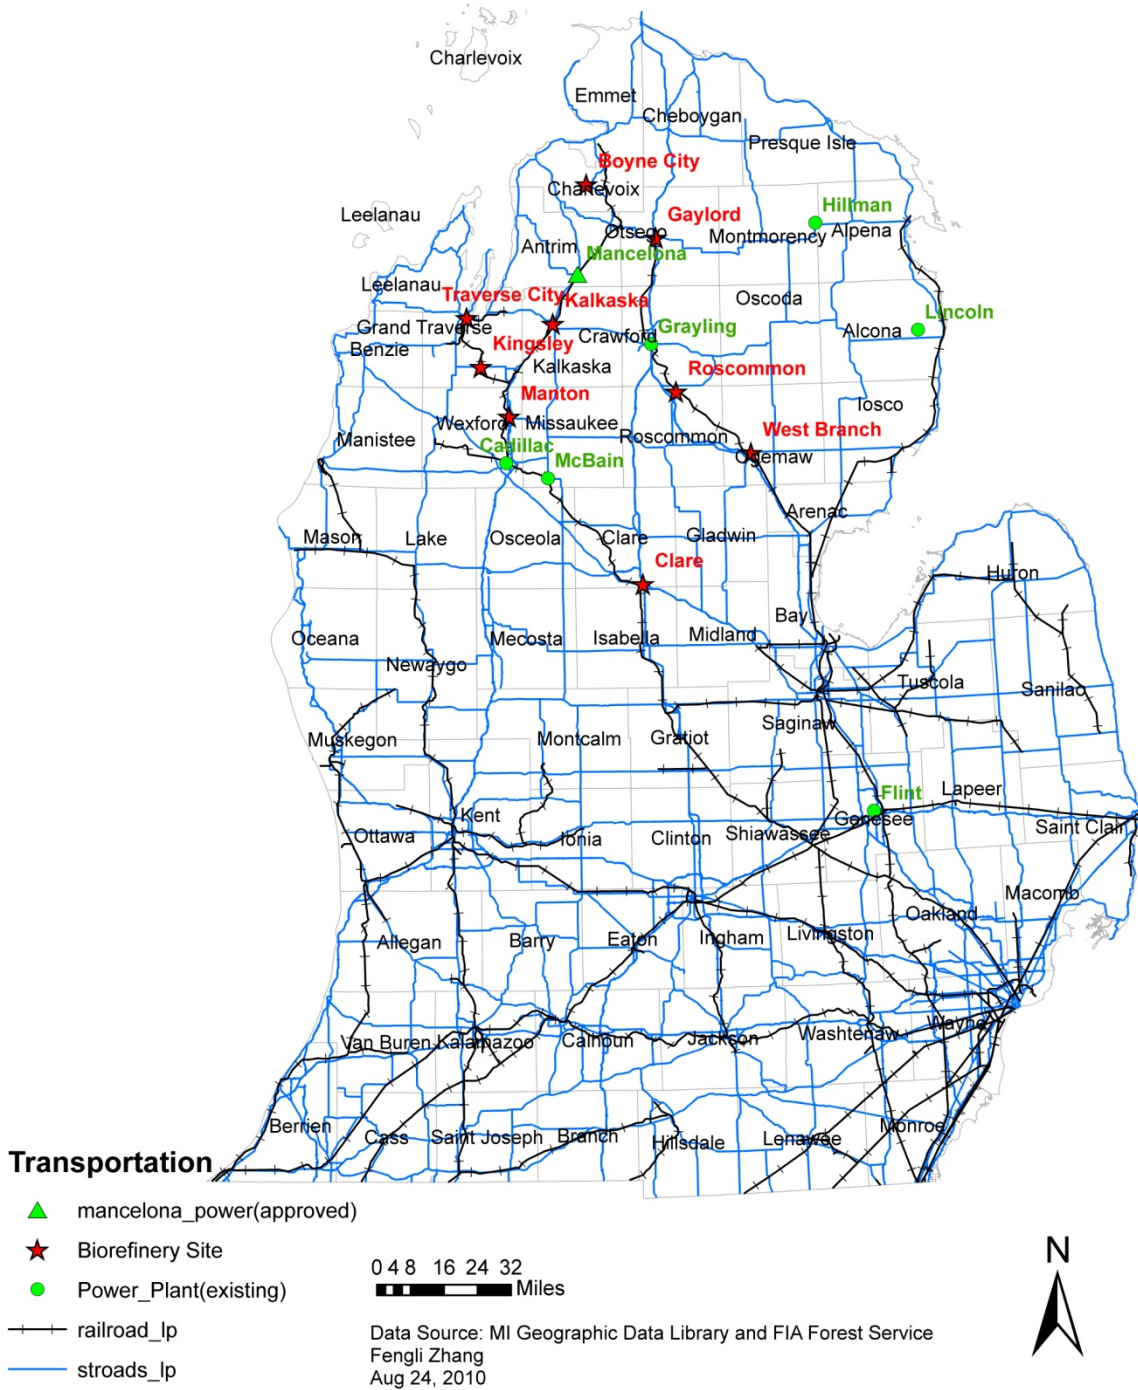 Charlevoix
Emmet
Cheboygan
Presque Isle
Boyne City
Charlevoix
Leelanau
Hillman
Gaylord
Otsego
Montmorency
Alpena
Antrim
Mancelona
Leelanau
Traverse City
Kalkaska
Oscoda
Lincoln
Grand Traverse
Crawford
Grayling
Alcona
Benzie
Kingsley
Kalkaska
Roscommon
Manton
Iosco
Wexford
Missaukee
Roscommon
West Branch
Manistee
Cadillac
McBain
Ogemaw
Arenac
Mason
Lake
Osceola
Clare
Gladwin
Clare
Huron
Bay
Oceana
Mecosta
Isabella
Midland
Newaygo
Tuscola
Sanilac
Saginaw
Muskegon
Montcalm
Gratiot
Flint
Lapeer
Kent
Genesee
Ottawa
Ionia
Clinton
Shiawassee
Saint Clair
Macomb
Oakland
Allegan
Barry
Eaton
Ingham
Livingston
Van Buren
Kalamazoo
Calhoun
Jackson
Washtenaw
Wayne
Berrien
Cass
Saint Joseph
Branch
Hillsdale
Lenawee
Monroe
Transportation
mancelona_power(approved)
Biorefinery Site
Power_Plant(existing)
railroad_lp
stroads_lp
0 4 8 16 24 32
Miles
Data Source: MI Geographic Data Library and FIA Forest Service
Fengli Zhang
Aug 24, 2010
N